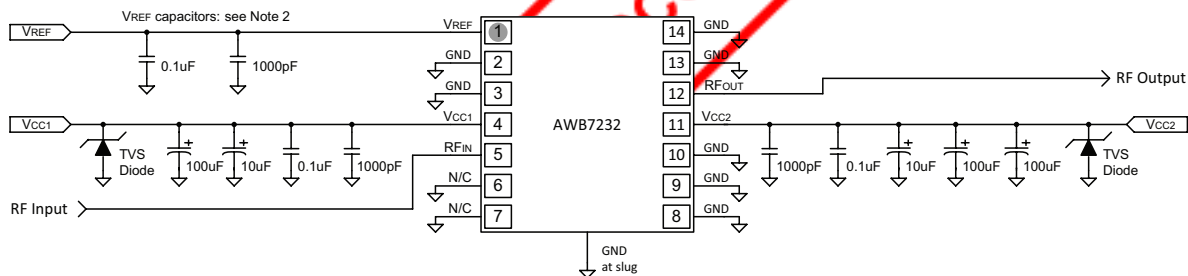 VREF capacitors: see Note 2
VREF
VREF
1
14
GND
0.1uF
1000pF
GND
2
13
GND
GND
3
12
RFOUT
RF Output
VCC1
VCC1
4
AWB7232
11
VCC2
VCC2
TVS
Diode
100uF
10uF
0.1uF
1000pF
RFIN
5
10
GND
1000pF
0.1uF
10uF
100uF
100uF
TVS
Diode
N/C
6
9
GND
RF Input
N/C
7
8
GND
GND
at slug